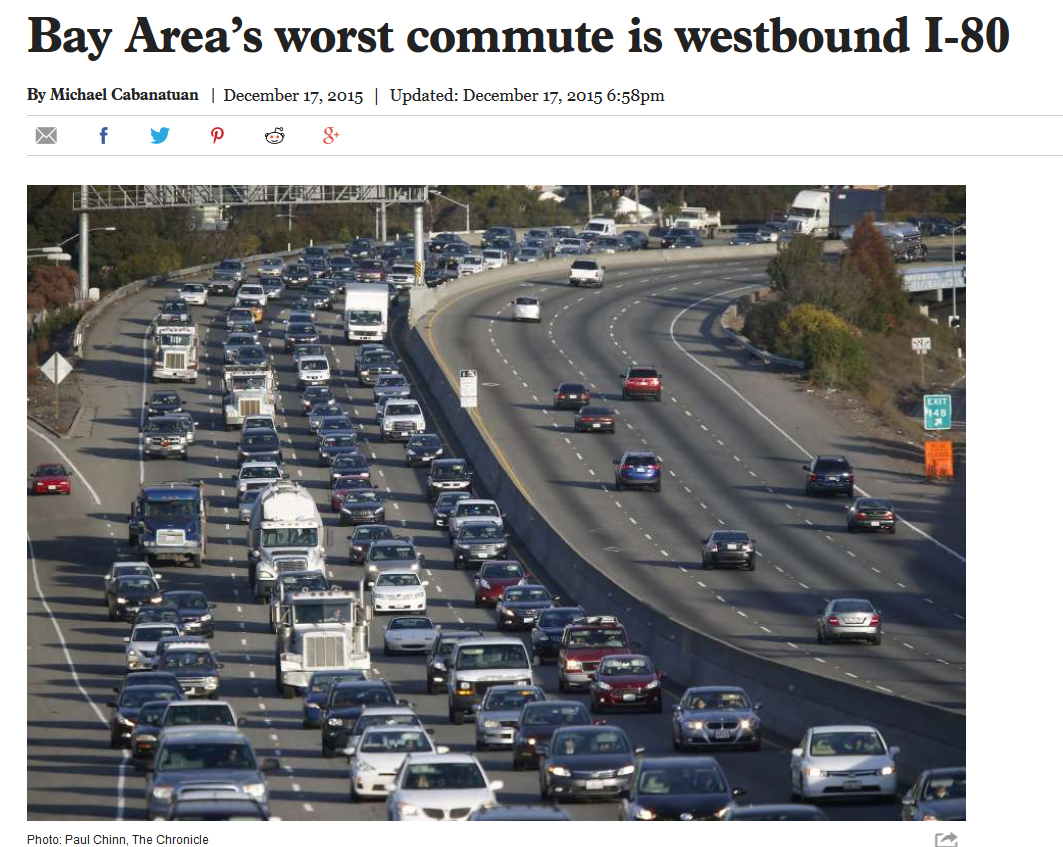 Bay Area’s worst commute is westbound I-80
By Michael Cabanatuan | December 17, 2015 | Updated: December 17, 2015 6:58pm
EXIT
14B
Photo: Paul Chinn, The Chronicle